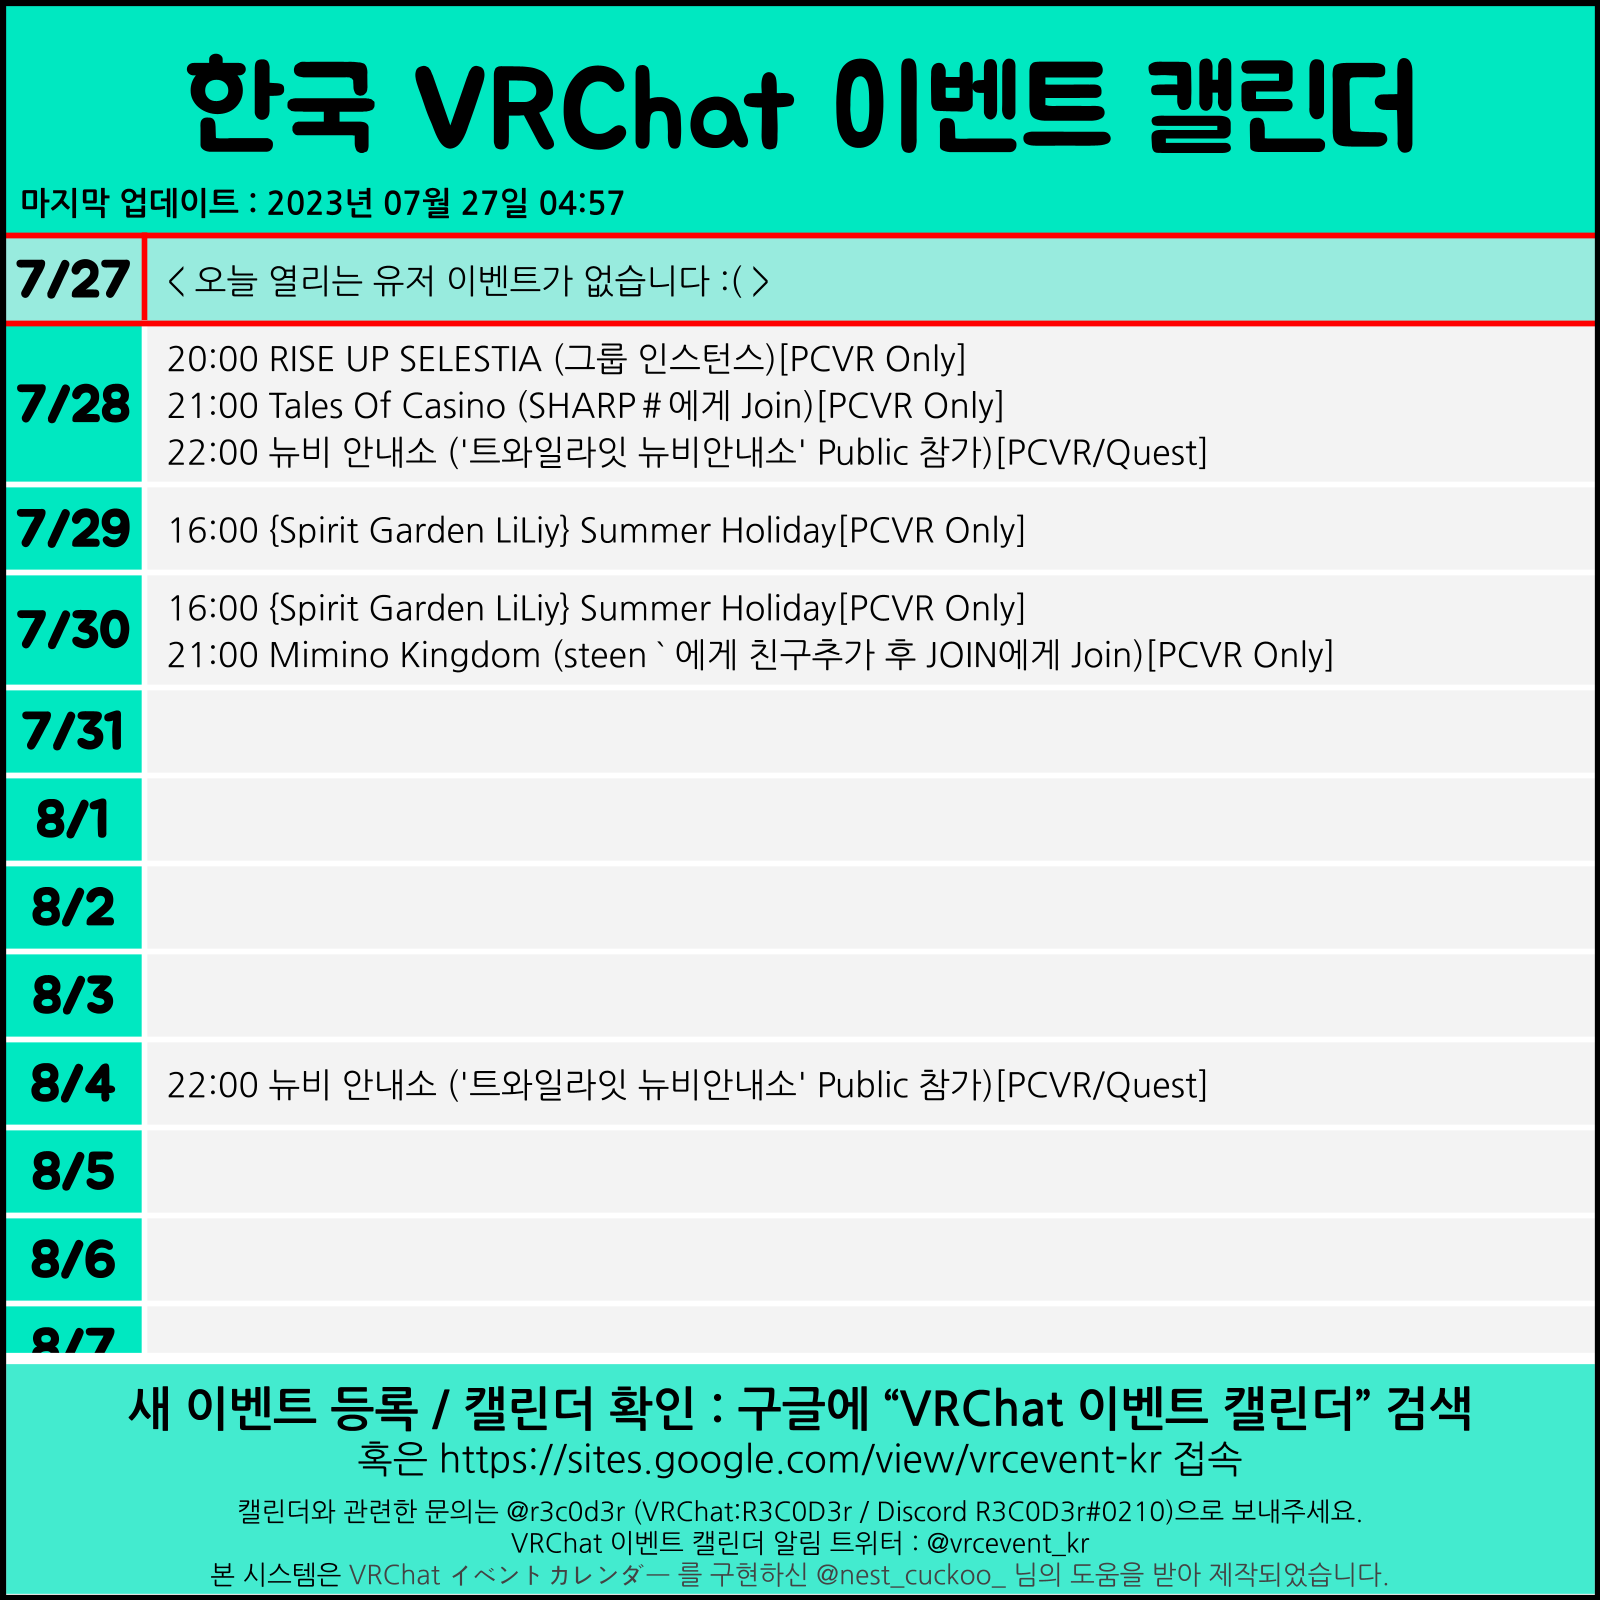 한국 VRChat 이벤트 캘린더
마지막 업데이트 : 2023년 07월 27일 04:57
7/27
< 오늘 열리는 유저 이벤트가 없습니다 :( >
7/28
20:00 RISE UP SELESTIA (그룹 인스턴스)[PCVR Only]
21:00 Tales Of Casino (SHARP＃에게 Join)[PCVR Only]
22:00 뉴비 안내소 ('트와일라잇 뉴비안내소' Public 참가)[PCVR/Quest]
7/29
16:00 {Spirit Garden LiLiy} Summer Holiday[PCVR Only]
7/30
16:00 {Spirit Garden LiLiy} Summer Holiday[PCVR Only]
21:00 Mimino Kingdom (steen｀에게 친구추가 후 JOIN에게 Join)[PCVR Only]
7/31
8/1
8/2
8/3
8/4
22:00 뉴비 안내소 ('트와일라잇 뉴비안내소' Public 참가)[PCVR/Quest]
8/5
8/6
8/7
새 이벤트 등록 / 캘린더 확인 : 구글에 “VRChat 이벤트 캘린더” 검색
혹은 https://sites.google.com/view/vrcevent-kr 접속
캘린더와 관련한 문의는 @r3c0d3r (VRChat:R3C0D3r / Discord R3C0D3r#0210)으로 보내주세요.
VRChat 이벤트 캘린더 알림 트위터 : @vrcevent_kr
본 시스템은 VRChat イベントカレンダー 를 구현하신 @nest_cuckoo_ 님의 도움을 받아 제작되었습니다.